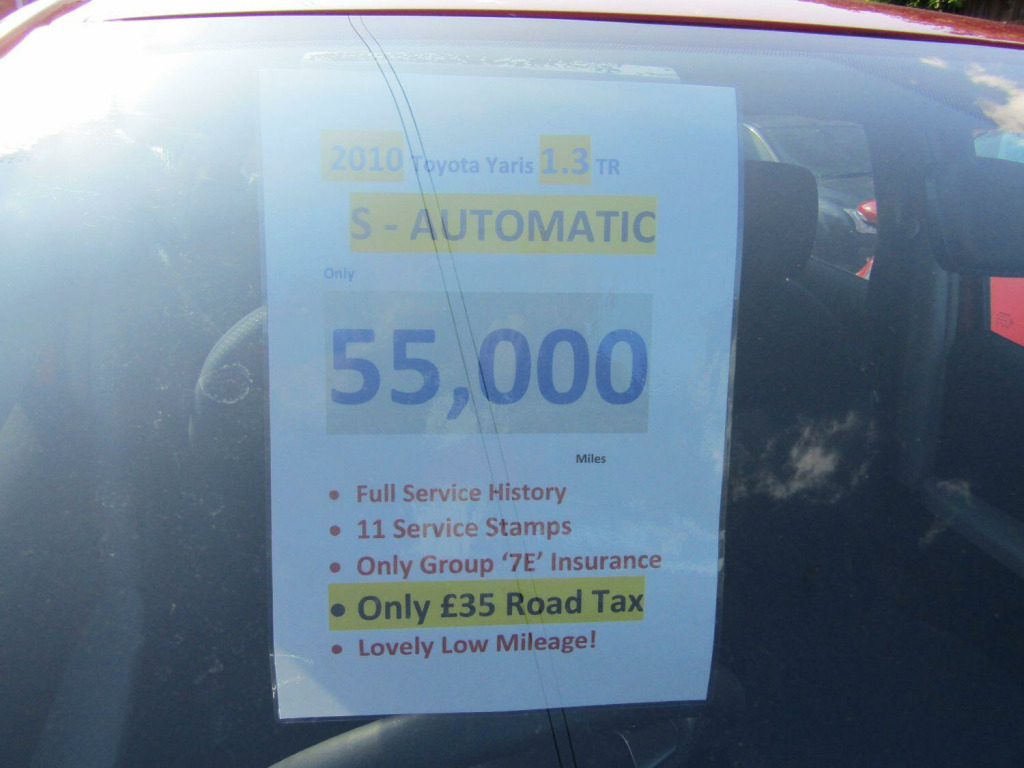 2010 Toyota Yaris 1.3 TR
S - AUTOMATIC
Only
55,000
Miles
• Full Service History
• 11 Service Stamps
• Only Group ‘7E’ Insurance
• Only £35 Road Tax
• Lovely Low Mileage!